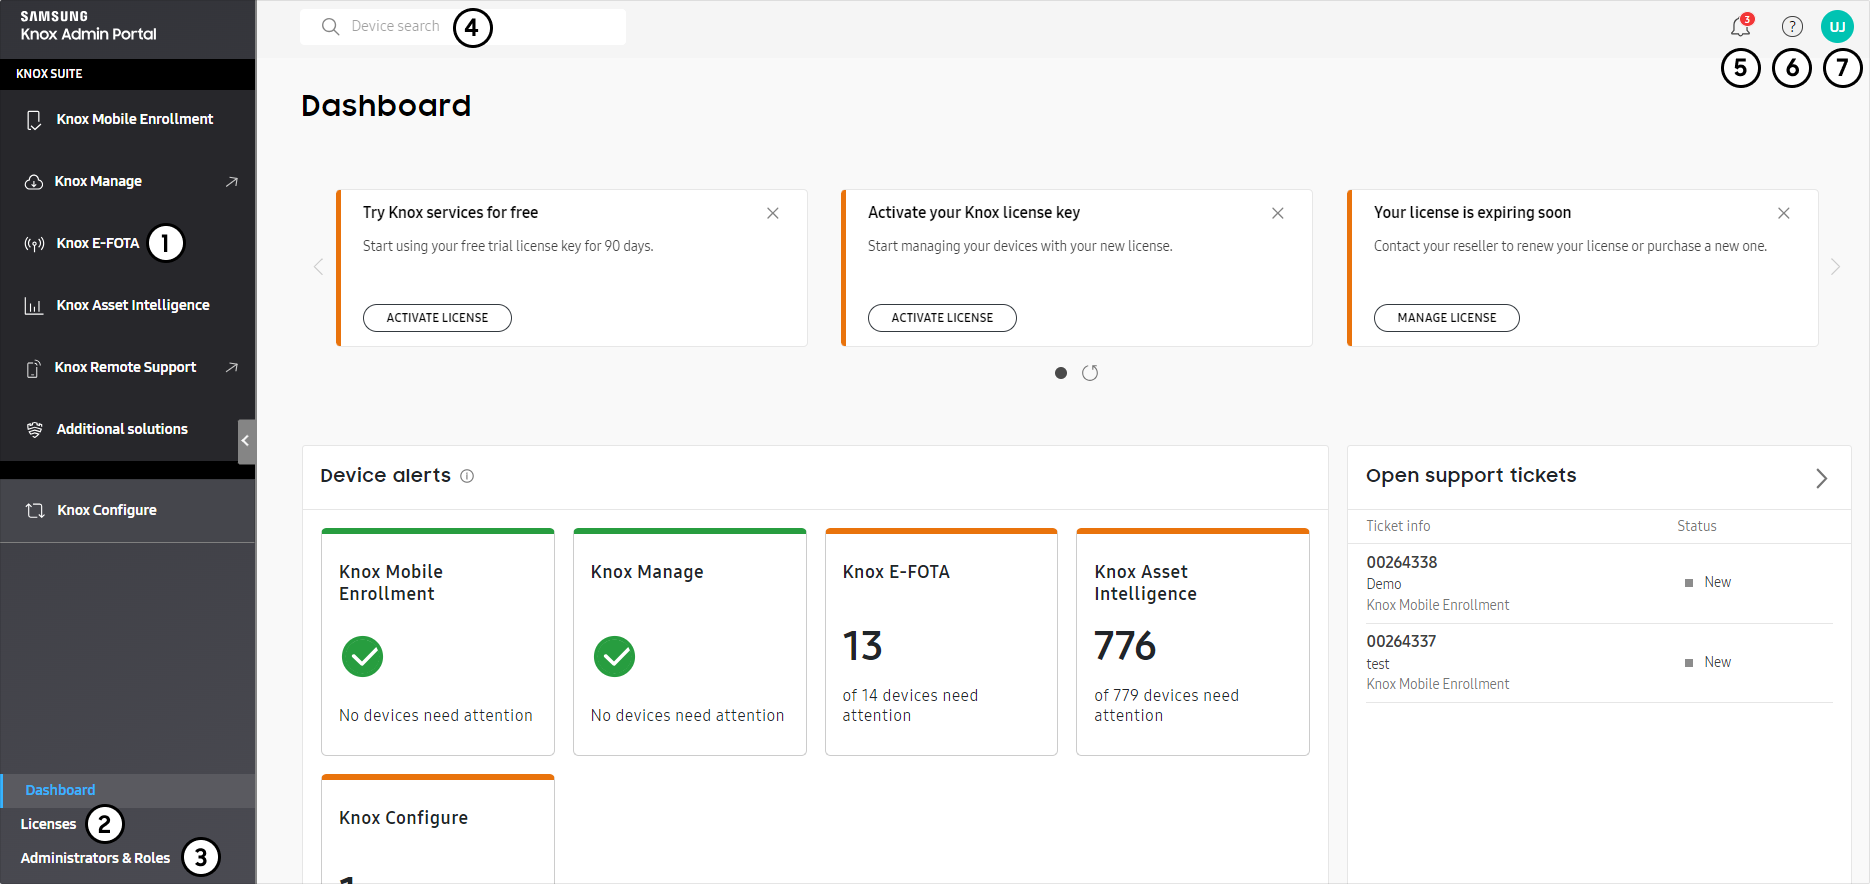 SAMSUNG
Knox Admin Portal
KNOX SUITE
Knox Mobile Enrollment
Knox Manage
Knox E-FOTA 1
Knox Asset Intelligence
Knox Remote Support
Additional solutions
Knox Configure
Dashboard
Licenses 2
Administrators & Roles 3
Device search 4
3
UJ
5 6 7
Dashboard
Try Knox services for free
Start using your free trial license key for 90 days.
ACTIVATE LICENSE
Activate your Knox license key
Start managing your devices with your new license.
ACTIVATE LICENSE
Your license is expiring soon
Contact your reseller to renew your license or purchase a new one.
MANAGE LICENSE
Device alerts
Knox Mobile
Enrollment
No devices need attention
Knox Manage
No devices need attention
Knox E-FOTA
13
of 14 devices need
attention
Knox Asset
Intelligence
776
of 779 devices need
attention
Knox Configure
Open support tickets
Ticket info Status
00264338
Demo
Knox Mobile Enrollment
New
00264337
test
Knox Mobile Enrollment
New